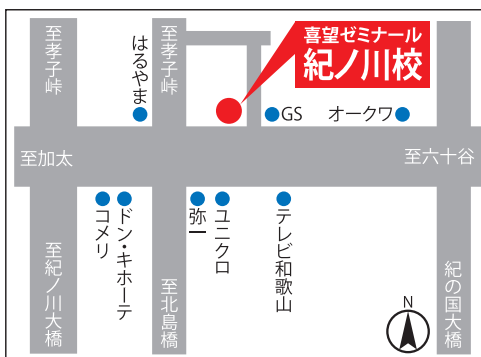 至孝子峠
はるやま
至孝子峠
喜望ゼミナール
紀ノ川校
GS
オークワ
至加太
至六十谷
コメリ
ドン・キホーテ
弥一
ユニクロ
テレビ和歌山
至紀ノ川大橋
至北島橋
紀の国大橋
N